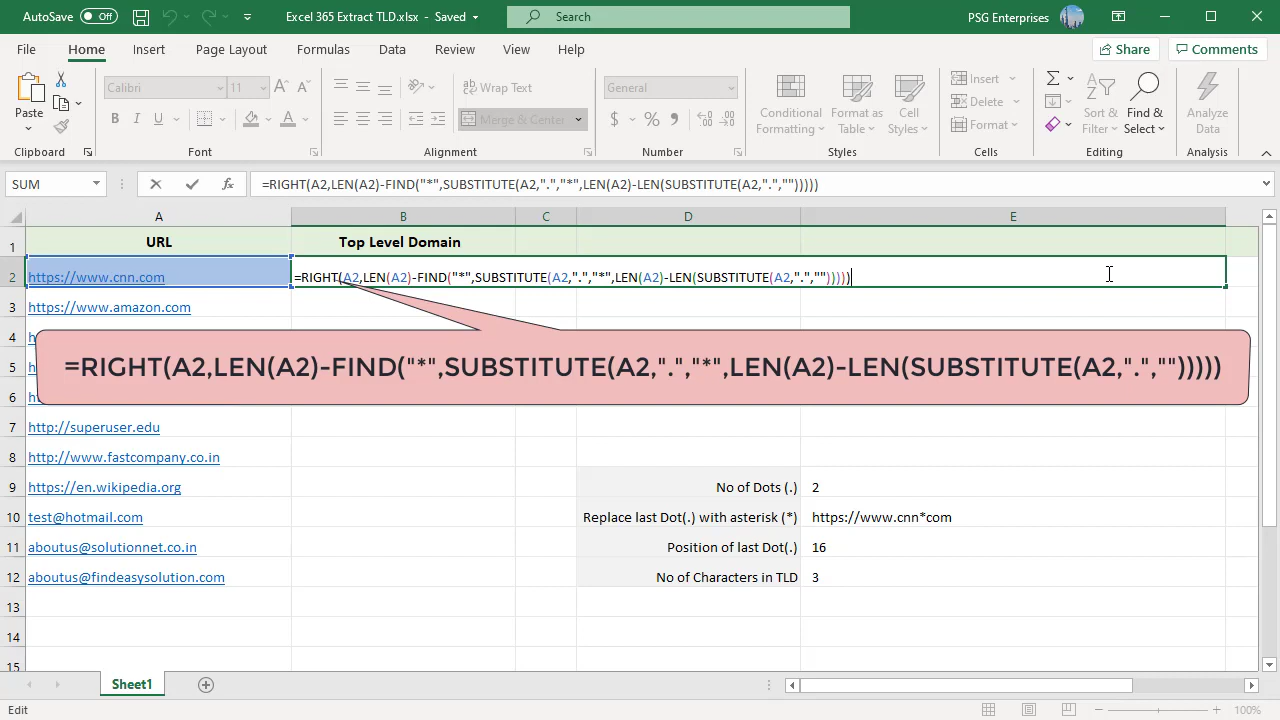 AutoSave Off Excel 365 Extract TLD.xlsx - Saved Search PSG Enterprises
File Home Insert Page Layout Formulas Data Review View Help Share Comments
Paste Calibri 11 Wrap Text General Conditional Formatting Format as Table Cell Styles Insert Sort & Filter Find & Select Analyze Data
B I U Merge & Center $ % Delete
Format
Clipboard Font Alignment Number Styles Cells Editing Analysis
SUM fx =RIGHT(A2,LEN(A2)-FIND("*",SUBSTITUTE(A2,".","*",LEN(A2)-LEN(SUBSTITUTE(A2,".","")))))
A B C D E
1 URL Top Level Domain
2 https://www.cnn.com =RIGHT(A2,LEN(A2)-FIND("*",SUBSTITUTE(A2,".","*",LEN(A2)-LEN(SUBSTITUTE(A2,".","")))))
3 https://www.amazon.com
4
=RIGHT(A2,LEN(A2)-FIND("*",SUBSTITUTE(A2,".","*",LEN(A2)-LEN(SUBSTITUTE(A2,".","")))))
5
6
7 http://superuser.edu
8 http://www.fastcompany.co.in
9 https://en.wikipedia.org No of Dots (.) 2
10 test@hotmail.com Replace last Dot(.) with asterisk (*) https://www.cnn*com
11 aboutus@solutionnet.co.in Position of last Dot(.) 16
12 aboutus@findeasysolution.com No of Characters in TLD 3
13
14
15
Sheet1
Edit 100%